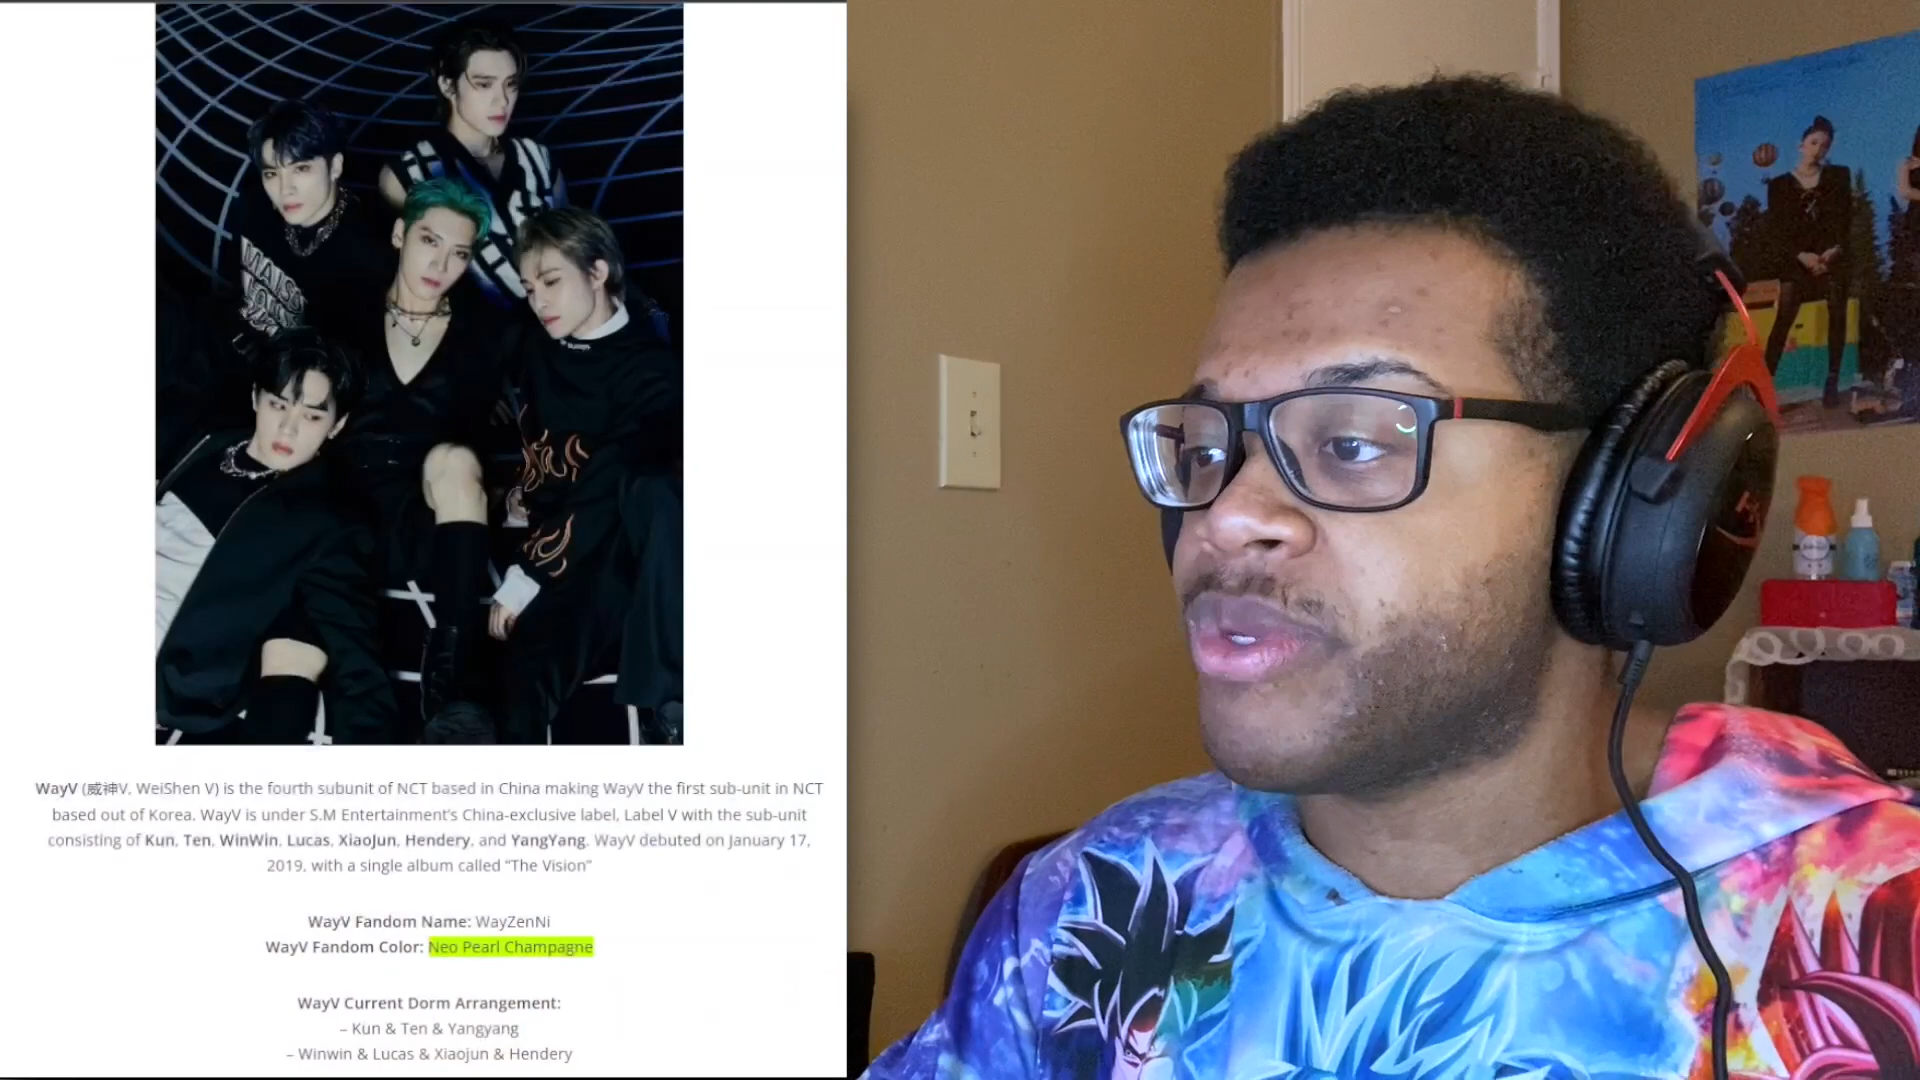 WayV (威神V, WeiShen V) is the fourth subunit of NCT based in China making WayV the first sub-unit in NCT
based out of Korea. WayV is under S.M Entertainment's China-exclusive label, Label V with the sub-unit
consisting of Kun, Ten, WinWin, Lucas, XiaoJun, Hendery, and YangYang. WayV debuted on January 17,
2019, with a single album called “The Vision”
WayV Fandom Name: WayZenNi
WayV Fandom Color: Neo Pearl Champagne
WayV Current Dorm Arrangement:
– Kun & Ten & Yangyang
– Winwin & Lucas & Xiaojun & Hendery